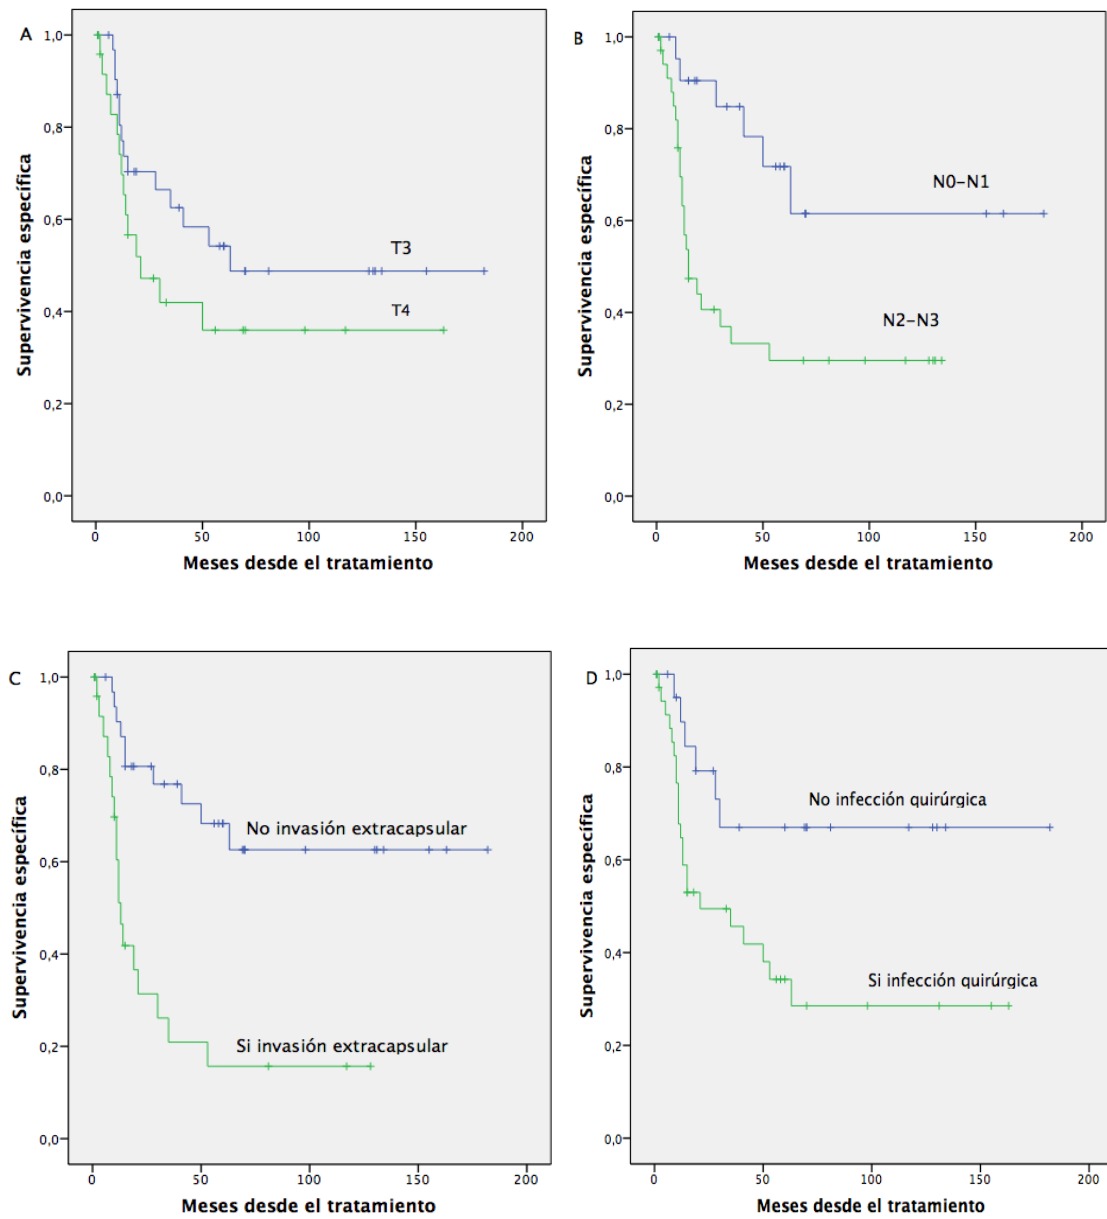 A
Supervivencia específica
1,0
0,8
0,6
0,4
0,2
0,0
T3
T4
0 50 100 150 200
Meses desde el tratamiento
B
Supervivencia específica
1,0
0,8
0,6
0,4
0,2
0,0
N0-N1
N2-N3
0 50 100 150 200
Meses desde el tratamiento
C
Supervivencia específica
1,0
0,8
0,6
0,4
0,2
0,0
No invasión extracapsular
Si invasión extracapsular
0 50 100 150 200
Meses desde el tratamiento
D
Supervivencia específica
1,0
0,8
0,6
0,4
0,2
0,0
No infección quirúrgica
Si infección quirúrgica
0 50 100 150 200
Meses desde el tratamiento